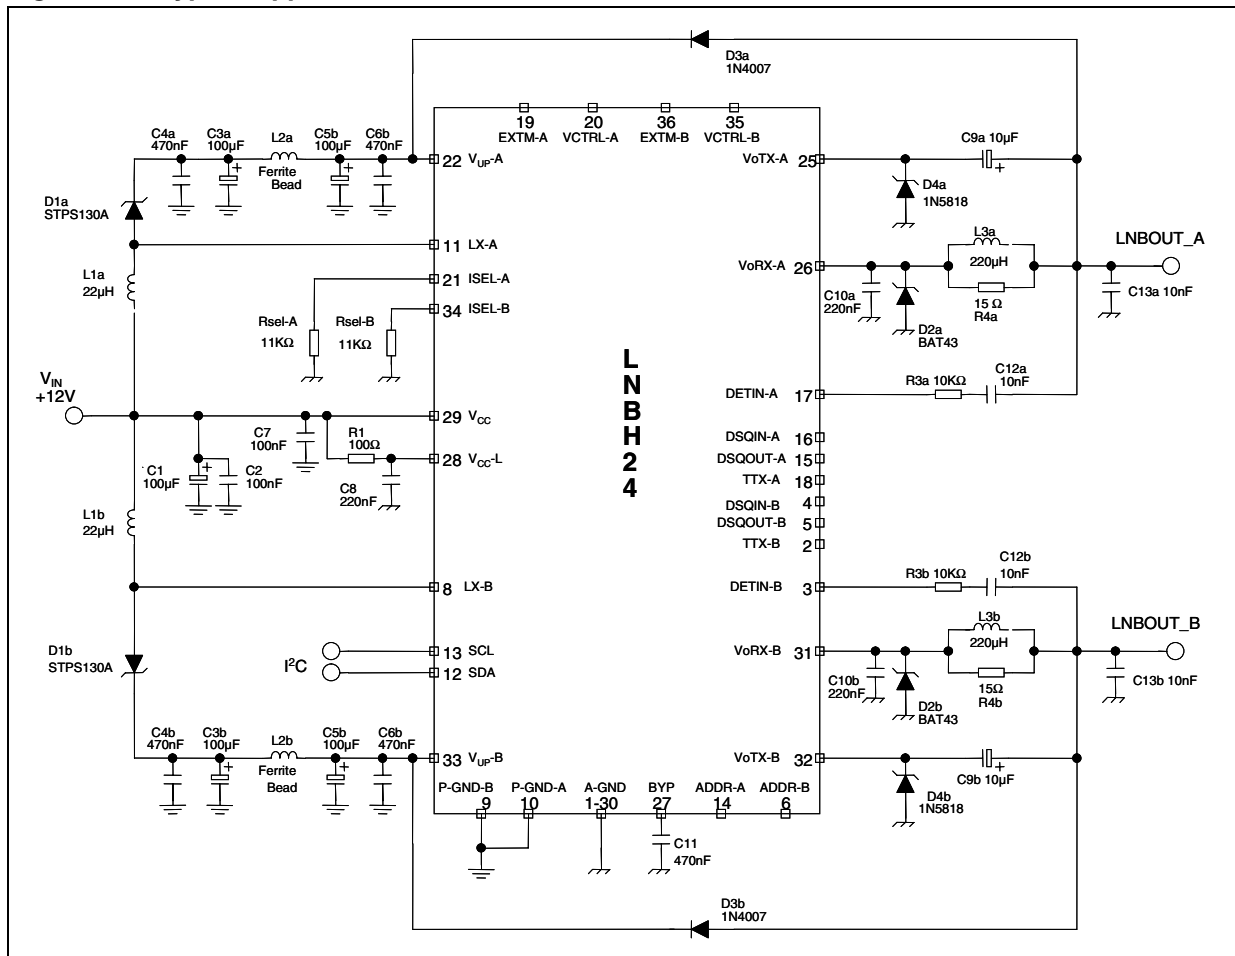 D3a
1N4007
19
EXTM-A
20
VCTRL-A
36
EXTM-B
35
VCTRL-B
C4a
470nF
C3a
100µF
+
L2a
Ferrite
Bead
C5b
100µF
+
C6b
470nF
22 VUP-A
VoTX-A 25
C9a 10µF
+
D4a
1N5818
D1a
STPS130A
11 LX-A
L1a
22µH
21 ISEL-A
34 ISEL-B
Rsel-A
11KΩ
Rsel-B
11KΩ
VoRX-A 26
C10a
220nF
D2a
BAT43
L3a
220µH
15 Ω
R4a
LNBOUT_A
C13a 10nF
L
N
B
H
2
4
VIN
+12V
29 VCC
C7
100nF
R1
100Ω
28 VCC-L
C1
100µF
+
C2
100nF
C8
220nF
DETIN-A 17
R3a 10KΩ
C12a
10nF
DSQIN-A 16
DSQOUT-A 15
TTX-A 18
DSQIN-B 4
DSQOUT-B 5
TTX-B 2
L1b
22µH
8 LX-B
DETIN-B 3
R3b 10KΩ
C12b
10nF
D1b
STPS130A
I²C
13 SCL
12 SDA
VoRX-B 31
C10b
220nF
D2b
BAT43
L3b
220µH
15Ω
R4b
LNBOUT_B
C13b 10nF
C4b
470nF
C3b
100µF
+
L2b
Ferrite
Bead
C5b
100µF
+
C6b
470nF
33 VUP-B
VoTX-B 32
C9b 10µF
+
D4b
1N5818
P-GND-B
9
P-GND-A
10
A-GND
1-30
BYP
27
ADDR-A
14
ADDR-B
6
C11
470nF
D3b
1N4007